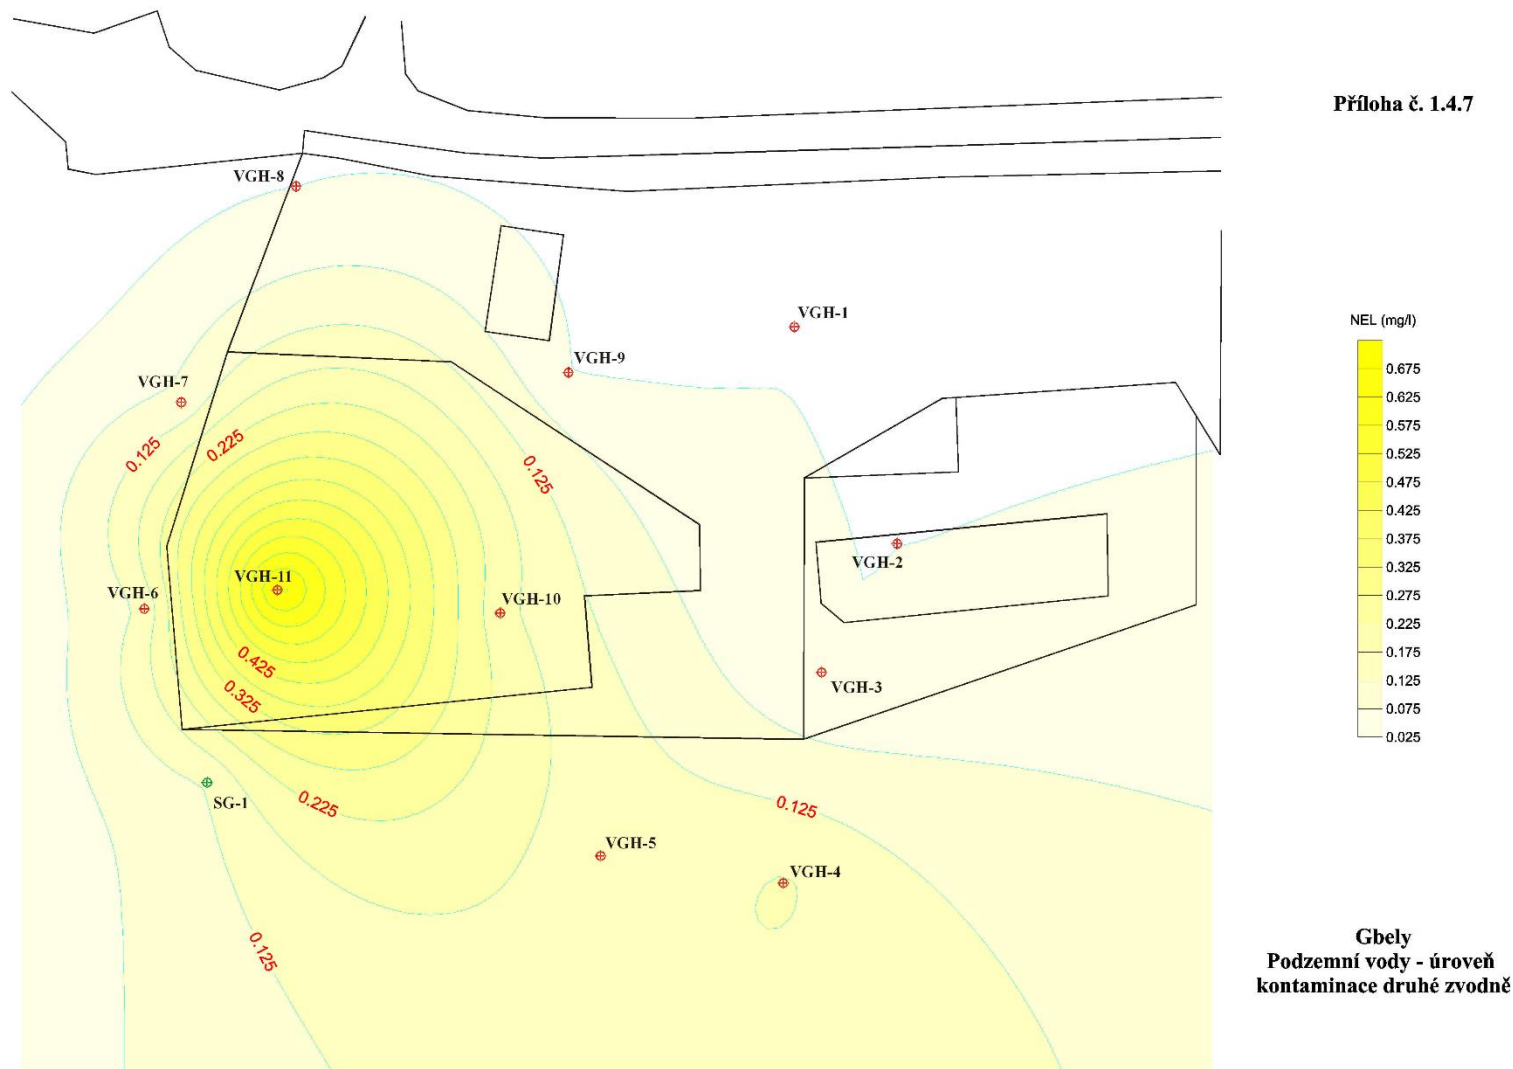 Příloha č. 1.4.7
VGH-8
VGH-1
NEL (mg/l)
VGH-9
VGH-7
0.675
0.625
0.575
0.525
0.475
0.425
0.375
0.325
0.275
0.225
0.175
0.125
0.075
0.025
0.125
0.225
0.125
VGH-2
VGH-11
VGH-6
VGH-10
0.425
0.325
VGH-3
SG-1
0.225
0.125
VGH-5
VGH-4
0.125
Gbely
Podzemní vody - úroveň
kontaminace druhé zvodně